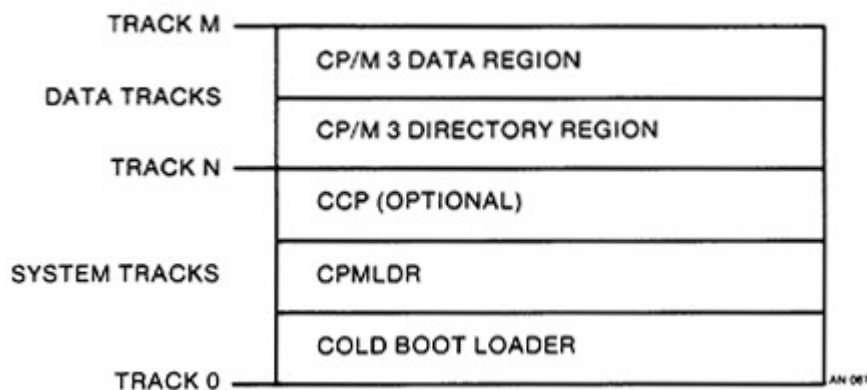 TRACK M
CP/M 3 DATA REGION
DATA TRACKS
CP/M 3 DIRECTORY REGION
TRACK N
CCP (OPTIONAL)
SYSTEM TRACKS
CPMLDR
COLD BOOT LOADER
TRACK 0